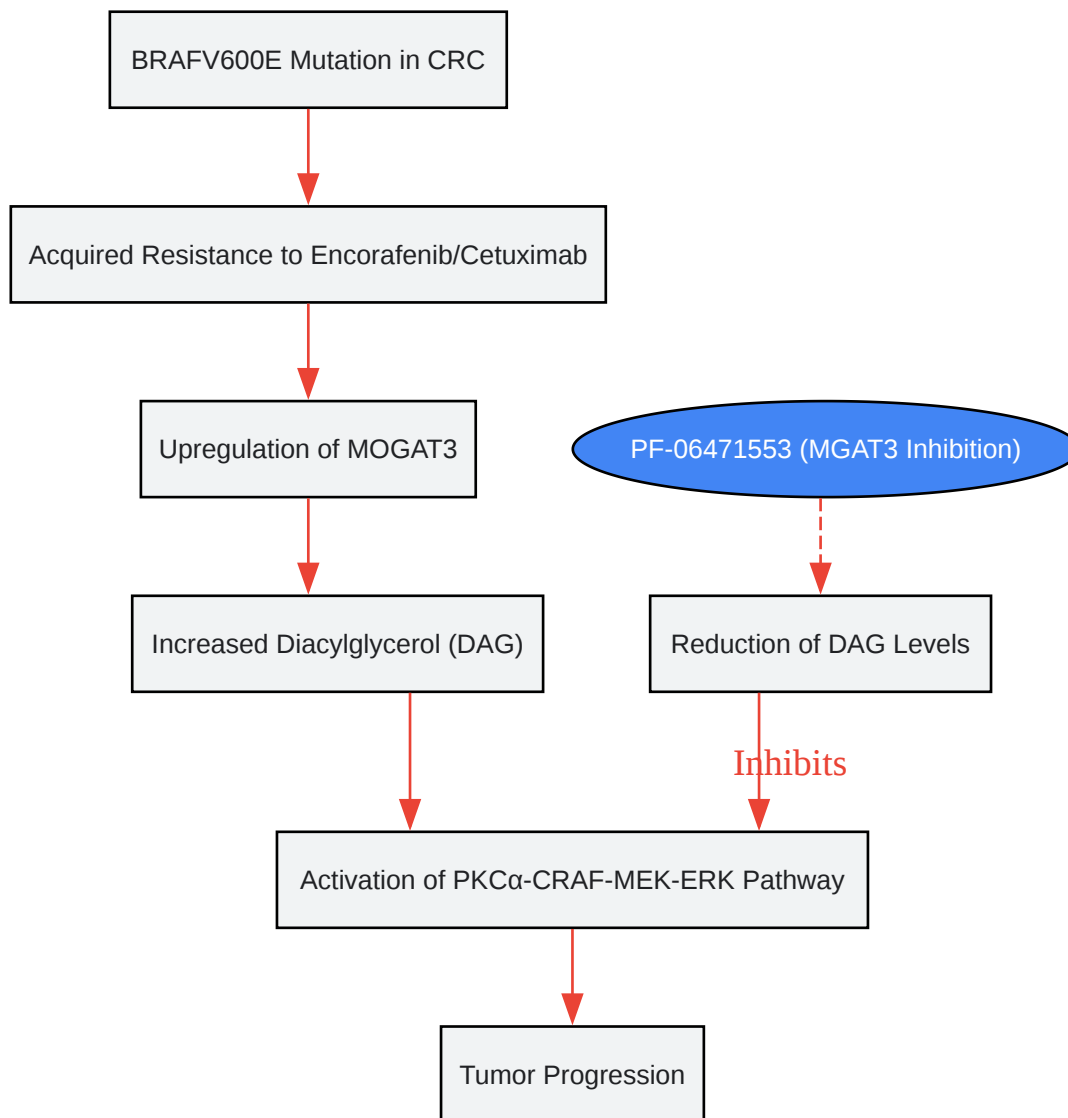 BRAFV600E Mutation in CRC
Acquired Resistance to Encorafenib/Cetuximab
Upregulation of MOGAT3
PF-06471553 (MGAT3 Inhibition)
Increased Diacylglycerol (DAG)
Reduction of DAG Levels
Inhibits
Activation of PKCα-CRAF-MEK-ERK Pathway
Tumor Progression